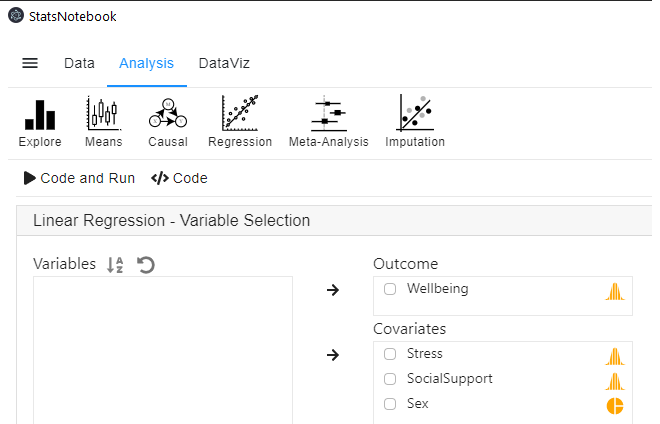 StatsNotebook
Data Analysis DataViz
Explore Means Causal Regression Meta-Analysis Imputation
Code and Run </> Code
Linear Regression - Variable Selection
Variables Outcome
Wellbeing
Covariates
Stress
SocialSupport
Sex